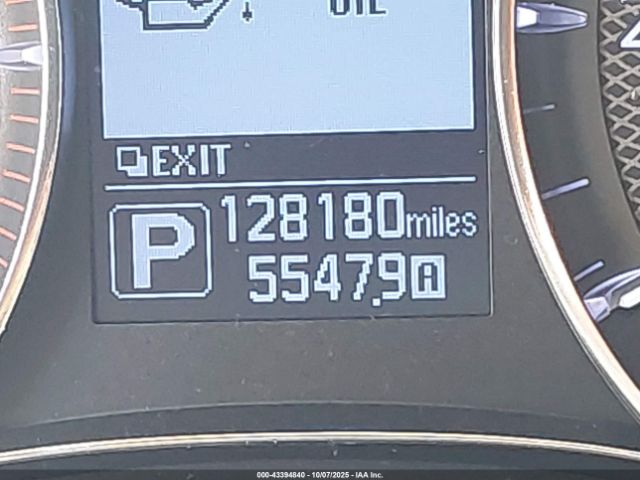 OIL
EXIT
P
128180miles
5547.9A
000-43394840 - 10/07/2025 - IAA Inc.